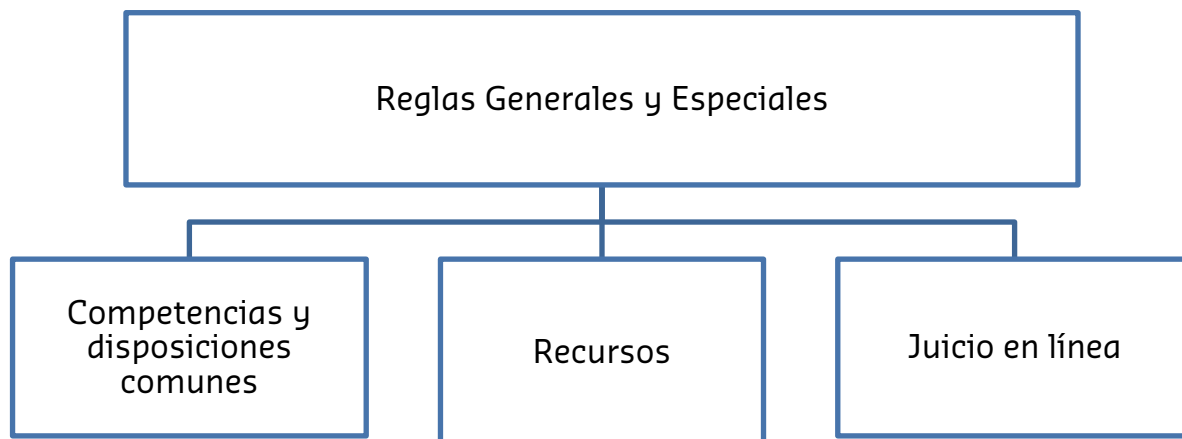 Reglas Generales y Especiales
Competencias y
disposiciones
comunes
Recursos
Juicio en línea